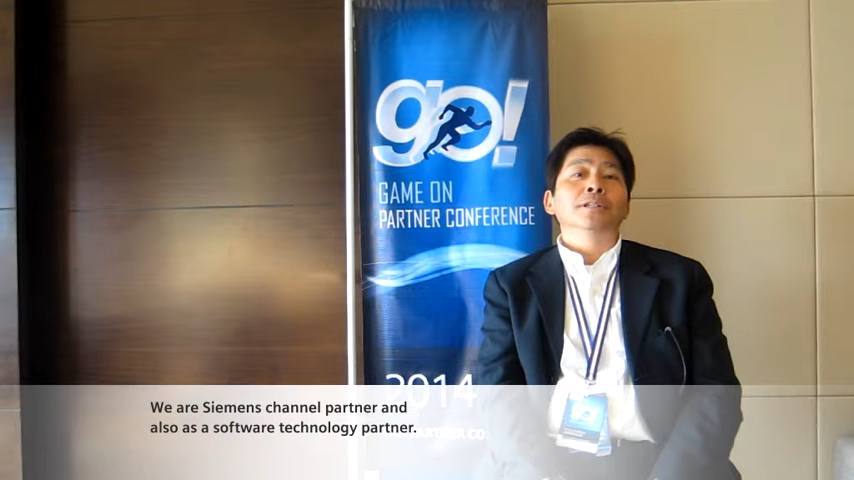 go!
GAME ON
PARTNER CONFERENCE
2014
We are Siemens channel partner and
also as a software technology partner.